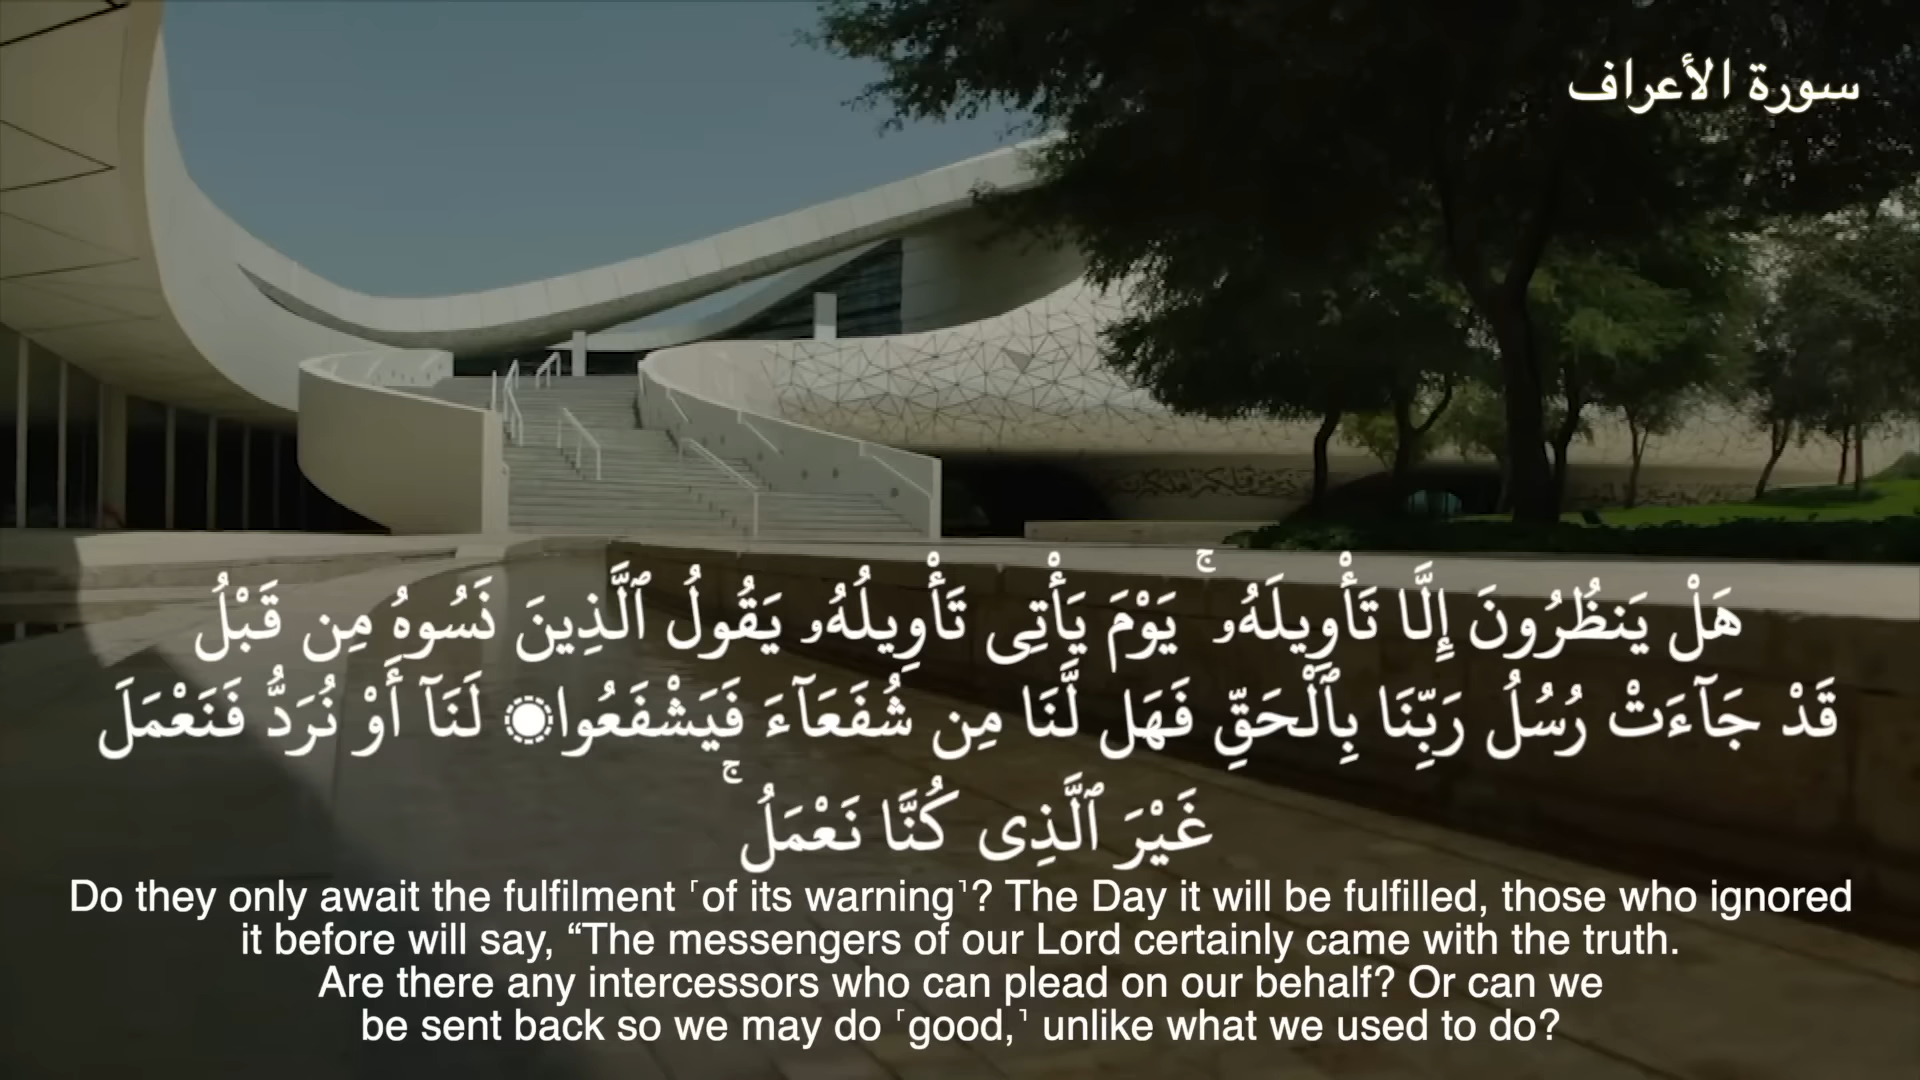 سورة الأعراف
هَلْ يَنظُرُونَ إِلَّا تَأْوِيلَهُۥ ۚ يَوْمَ يَأْتِى تَأْوِيلُهُۥ يَقُولُ ٱلَّذِينَ نَسُوهُ مِن قَبْلُ
قَدْ جَآءَتْ رُسُلُ رَبِّنَا بِٱلْحَقِّ فَهَل لَّنَا مِن شُفَعَآءَ فَيَشْفَعُوا۟ لَنَآ أَوْ نُرَدُّ فَنَعْمَلَ
غَيْرَ ٱلَّذِى كُنَّا نَعْمَلُ ۚ
Do they only await the fulfilment ˹of its warning˺? The Day it will be fulfilled, those who ignored
it before will say, “The messengers of our Lord certainly came with the truth.
Are there any intercessors who can plead on our behalf? Or can we
be sent back so we may do ˹good,˺ unlike what we used to do?